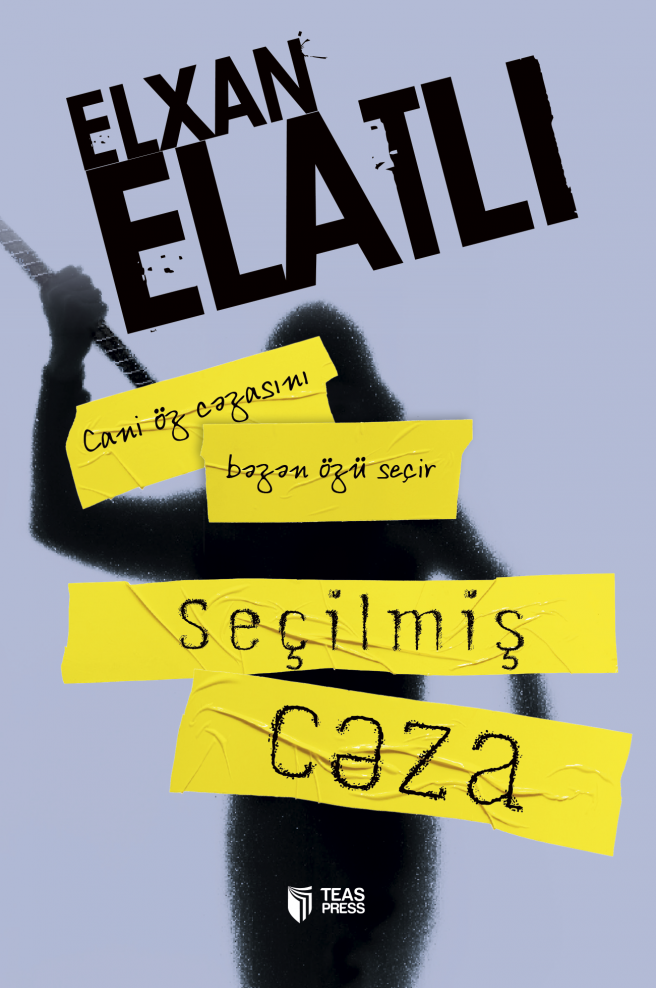 ELXAN
ELATLI
cani öz cəzasını
bəzən özü seçir
seçilmiş
cəza
TEAS
PRESS